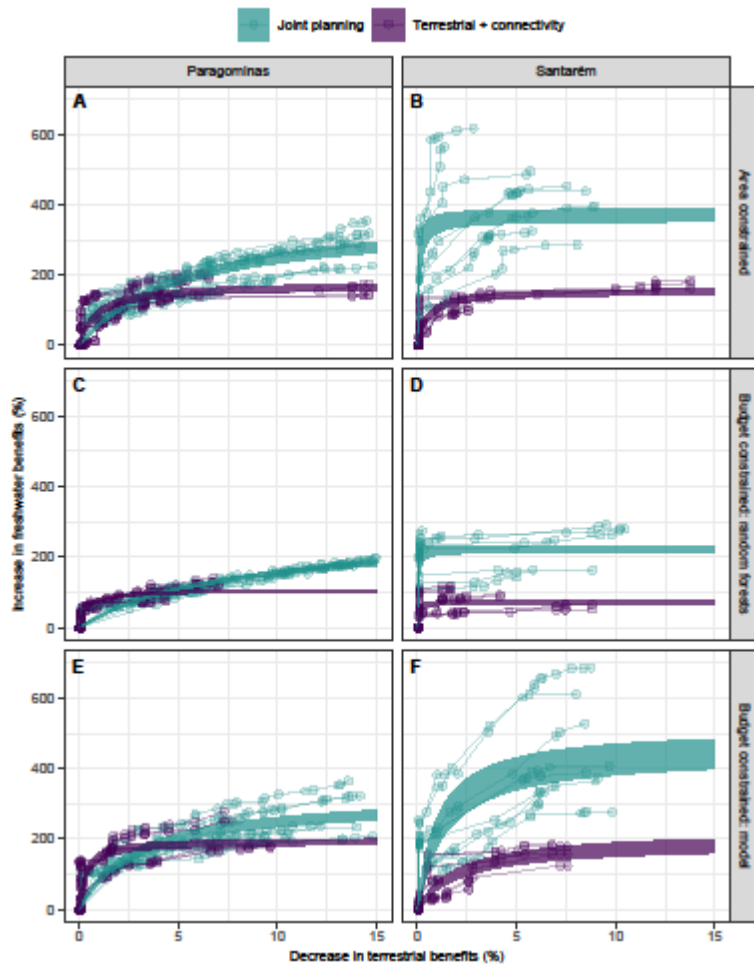 Joint planning
Terrestrial + connectivity
Paragominas
Santarém
A
B
600
400
200
0
Area constrained
C
D
600
400
200
0
Budget constrained: random forests
E
F
600
400
200
0
Budget constrained: model
0
5
10
15
0
5
10
15
Increase in freshwater benefits (%)
Decrease in terrestrial benefits (%)